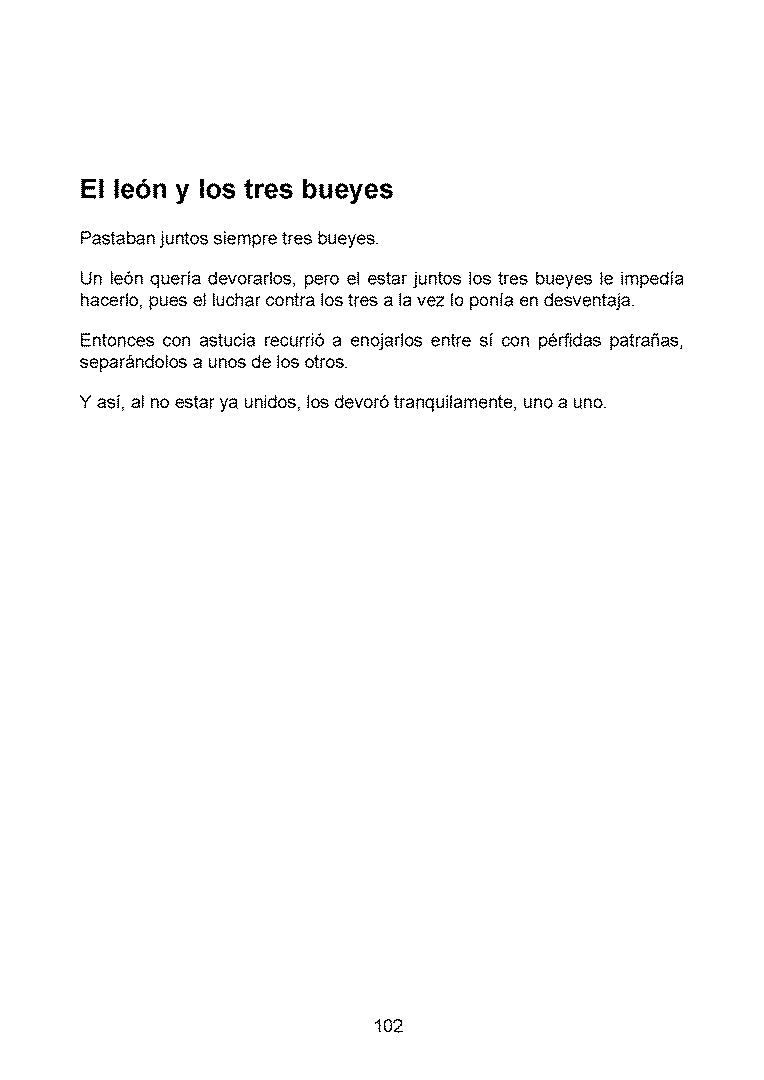 El león y los tres bueyes
Pastaban juntos siempre tres bueyes.
Un león quería devorarlos, pero el estar juntos los tres bueyes le impedía
hacerlo, pues el luchar contra los tres a la vez lo ponía en desventaja.
Entonces con astucia recurrió a enojarlos entre sí con pérfidas patrañas,
separándolos a unos de los otros.
Y así, al no estar ya unidos, los devoró tranquilamente, uno a uno.
102